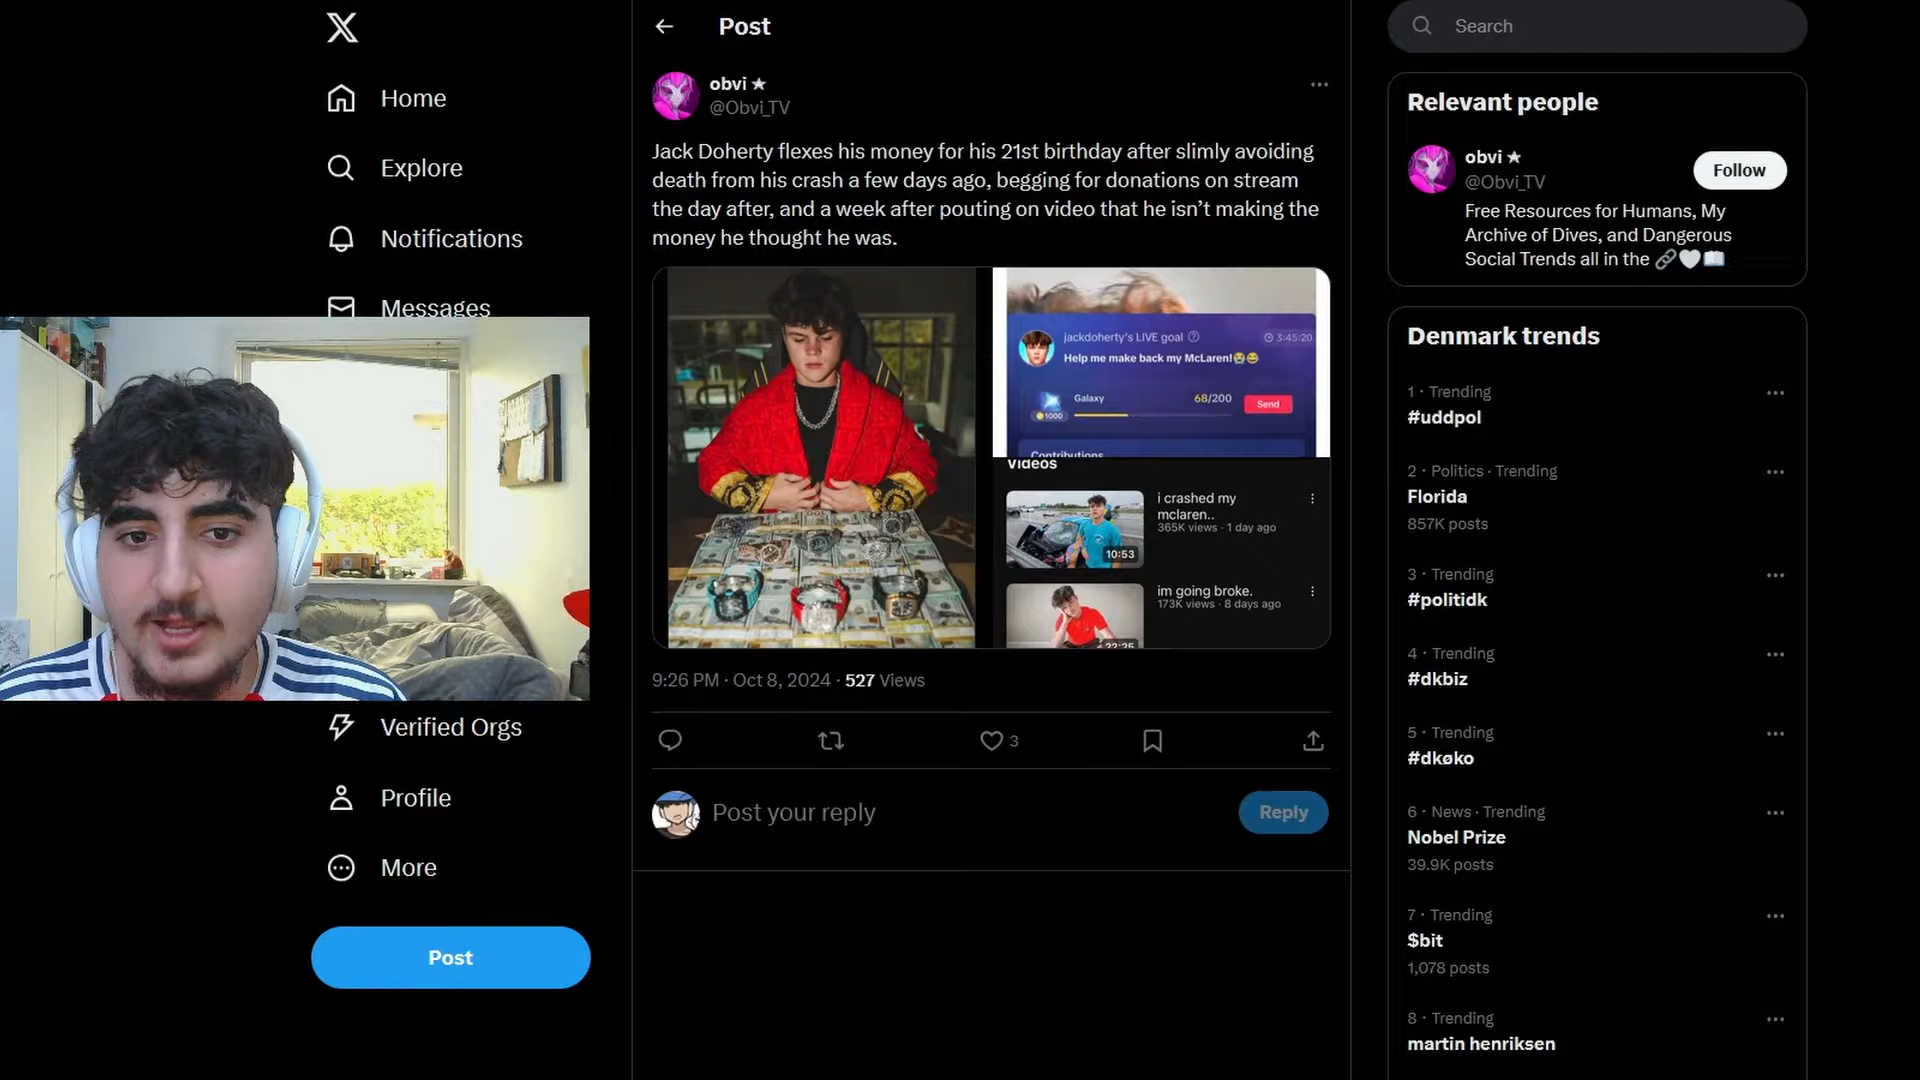 Home
Explore
Notifications
Messages
Verified Orgs
Profile
More
Post
Post
obvi ★
@Obvi_TV
Jack Doherty flexes his money for his 21st birthday after slimly avoiding
death from his crash a few days ago, begging for donations on stream
the day after, and a week after pouting on video that he isn’t making the
money he thought he was.
jackdoherty's LIVE goal
3:45:20
Help me make back my McLaren!😭😂
Galaxy
68/200
Send
1000
Contributions
Videos
i crashed my
mclaren..
365K views · 1 day ago
10:53
im going broke.
173K views · 8 days ago
22:25
9:26 PM · Oct 8, 2024 · 527 Views
3
Post your reply
Reply
Search
Relevant people
obvi ★
@Obvi_TV
Follow
Free Resources for Humans, My
Archive of Dives, and Dangerous
Social Trends all in the 🔗🤍📖
Denmark trends
1 · Trending
#uddpol
2 · Politics · Trending
Florida
857K posts
3 · Trending
#politidk
4 · Trending
#dkbiz
5 · Trending
#dkøko
6 · News · Trending
Nobel Prize
39.9K posts
7 · Trending
$bit
1,078 posts
8 · Trending
martin henriksen